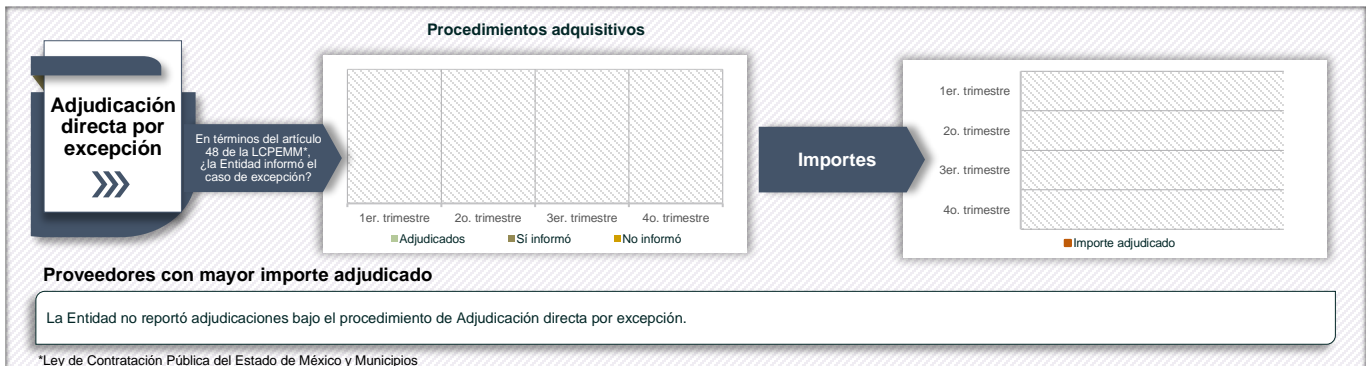 Procedimientos adquisitivos
Adjudicación
directa por
excepción
En términos del artículo
48 de la LCPEMM*,
¿la Entidad informó el
caso de excepción?
1er. trimestre 2o. trimestre 3er. trimestre 4o. trimestre
Adjudicados Sí informó No informó
Importes
1er. trimestre
2o. trimestre
3er. trimestre
4o. trimestre
Importe adjudicado
Proveedores con mayor importe adjudicado
La Entidad no reportó adjudicaciones bajo el procedimiento de Adjudicación directa por excepción.
*Ley de Contratación Pública del Estado de México y Municipios